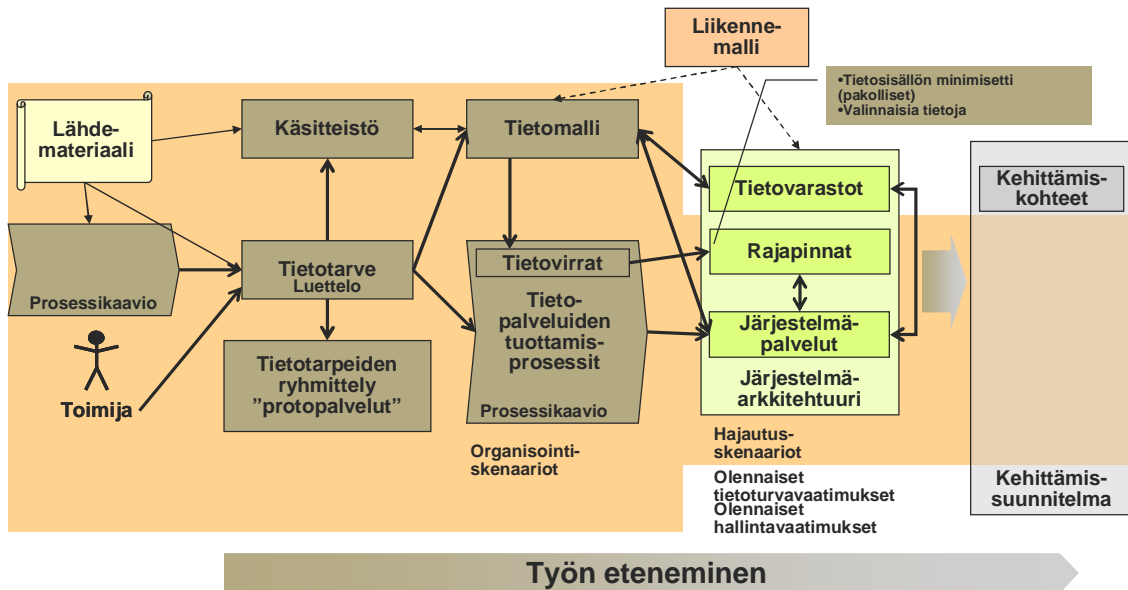 Liikenne-
malli
•Tietosisällön minimisetti
(pakolliset)
•Valinnaisia tietoja
Lähde-
materiaali
Käsitteistö
Tietomalli
Tietovarastot
Kehittämis-
kohteet
Prosessikaavio
Tietotarve
Luettelo
Tietovirrat
Rajapinnat
Tieto-
palveluiden
tuottamis-
prosessit
Prosessikaavio
Järjestelmä-
palvelut
Järjestelmä-
arkkitehtuuri
Toimija
Tietotarpeiden
ryhmittely
”protopalvelut”
Organisointi-
skenaariot
Hajautus-
skenaariot
Olennaiset
tietoturvavaatimukset
Olennaiset
hallintavaatimukset
Kehittämis-
suunnitelma
Työn eteneminen